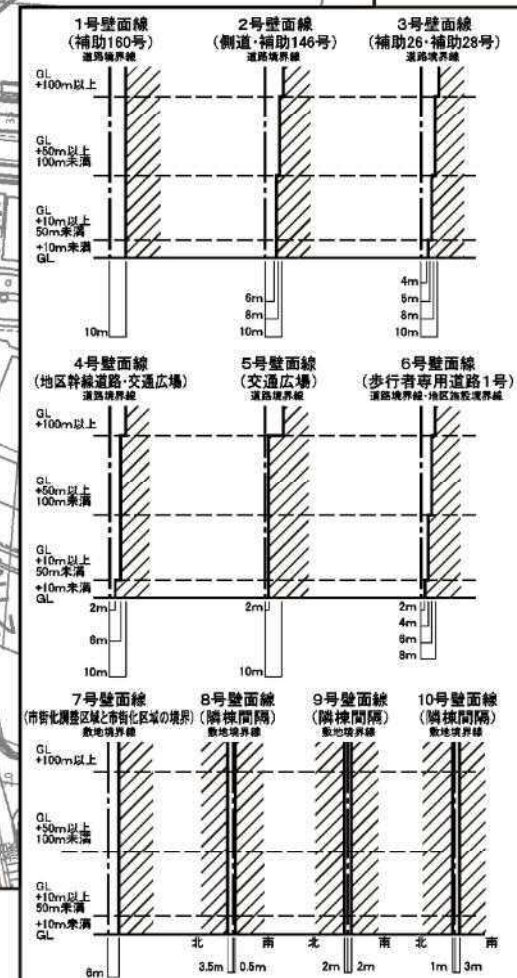 1号壁面線
(補助160号)
道路境界線
2号壁面線
(側道・補助146号)
道路境界線
3号壁面線
(補助26・補助28号)
道路境界線
GL
+100m以上
GL
+50m以上
100m未満
GL
+10m以上
50m未満
+10m未満
GL
10m
6m
8m
10m
4m
6m
8m
10m
4号壁面線
(地区幹線道路・交通広場)
道路境界線
5号壁面線
(交通広場)
道路境界線
6号壁面線
(歩行者専用道路1号)
道路境界線・地区施設境界線
GL
+100m以上
GL
+50m以上
100m未満
GL
+10m以上
50m未満
+10m未満
GL
2m
6m
10m
2m
10m
2m
4m
6m
8m
7号壁面線
(市街化調整区域と市街化区域の境界)
敷地境界線
8号壁面線
(隣棟間隔)
敷地境界線
9号壁面線
(隣棟間隔)
敷地境界線
10号壁面線
(隣棟間隔)
敷地境界線
GL
+100m以上
GL
+50m以上
100m未満
GL
+10m以上
50m未満
+10m未満
GL
北 南 北 南 北 南
6m
3.5m 0.5m
2m 2m
1m 3m